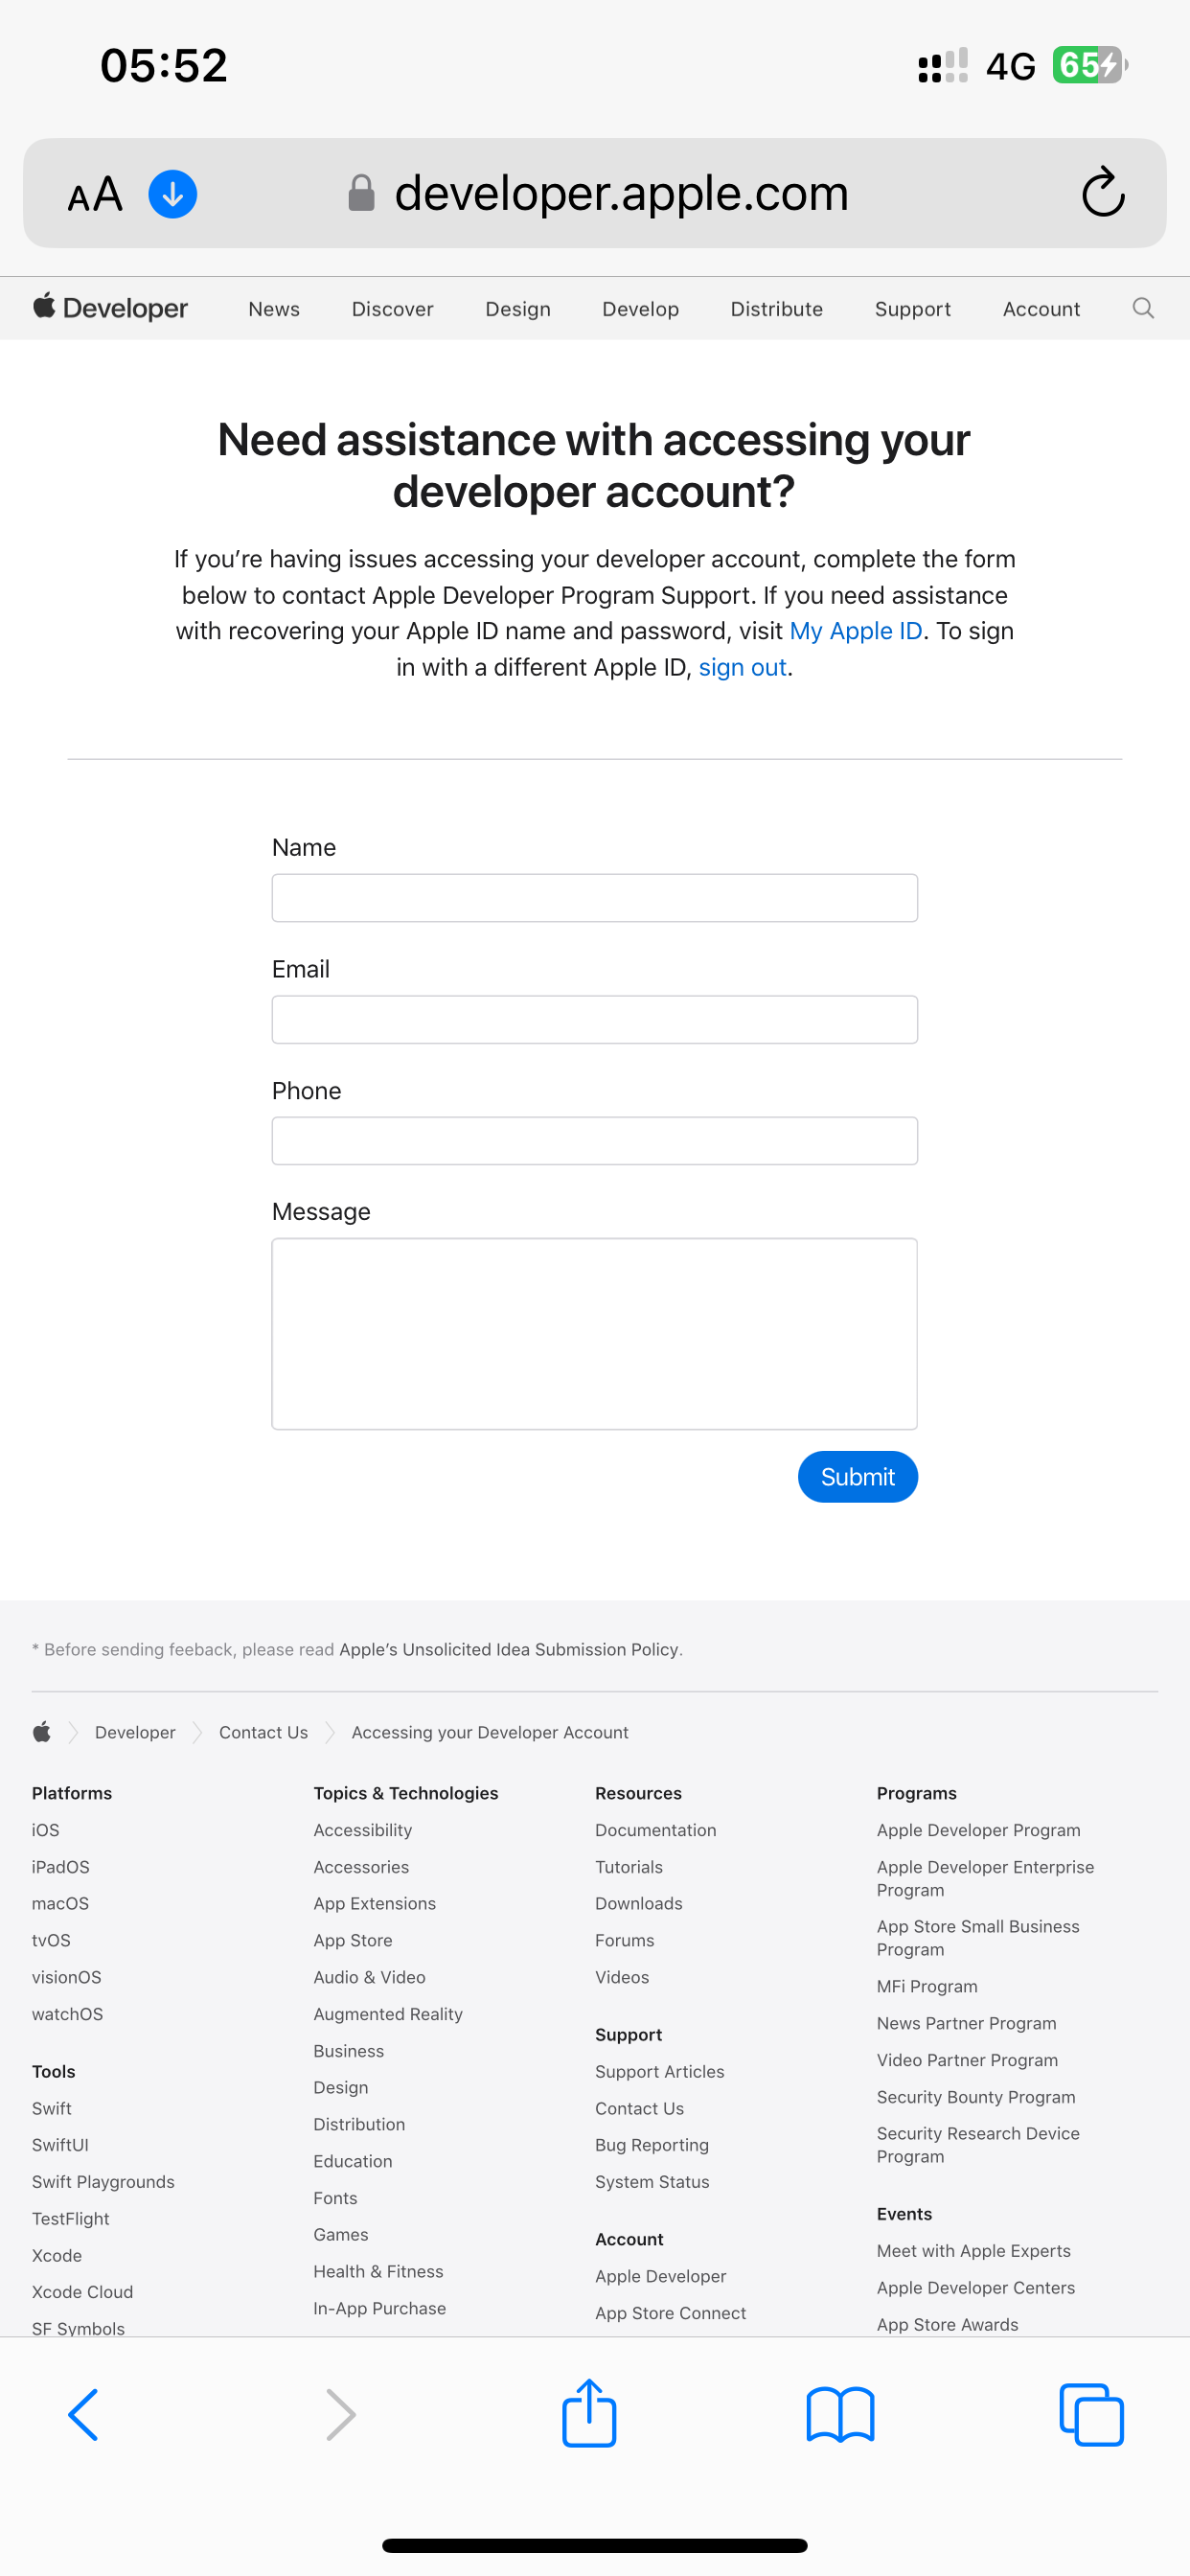 05:52
4G
65
AA
developer.apple.com
Developer
News
Discover
Design
Develop
Distribute
Support
Account
Need assistance with accessing your
developer account?
If you’re having issues accessing your developer account, complete the form
below to contact Apple Developer Program Support. If you need assistance
with recovering your Apple ID name and password, visit My Apple ID. To sign
in with a different Apple ID, sign out.
Name
Email
Phone
Message
Submit
* Before sending feeback, please read Apple’s Unsolicited Idea Submission Policy.
Developer
Contact Us
Accessing your Developer Account
Platforms
iOS
iPadOS
macOS
tvOS
visionOS
watchOS
Tools
Swift
SwiftUI
Swift Playgrounds
TestFlight
Xcode
Xcode Cloud
SF Symbols
Topics & Technologies
Accessibility
Accessories
App Extensions
App Store
Audio & Video
Augmented Reality
Business
Design
Distribution
Education
Fonts
Games
Health & Fitness
In-App Purchase
Resources
Documentation
Tutorials
Downloads
Forums
Videos
Support
Support Articles
Contact Us
Bug Reporting
System Status
Account
Apple Developer
App Store Connect
Programs
Apple Developer Program
Apple Developer Enterprise
Program
App Store Small Business
Program
MFi Program
News Partner Program
Video Partner Program
Security Bounty Program
Security Research Device
Program
Events
Meet with Apple Experts
Apple Developer Centers
App Store Awards